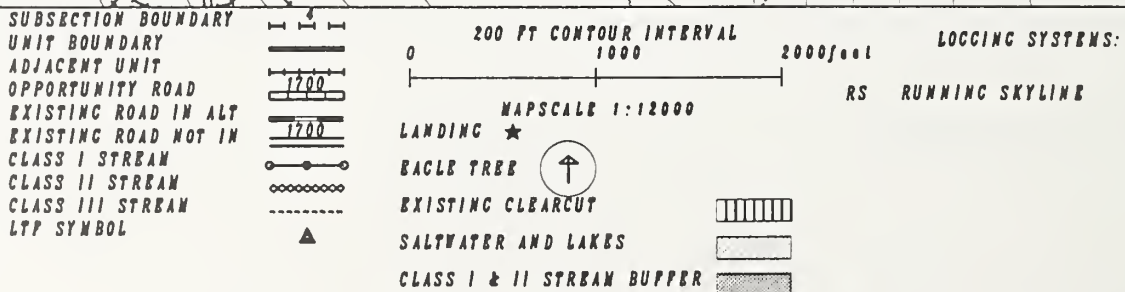 SUBSECTION BOUNDARY 4
UNIT BOUNDARY
ADJACENT UNIT
OPPORTUNITY ROAD 1700
EXISTING ROAD IN ALT
EXISTING ROAD NOT IN 1700
CLASS I STREAM
CLASS II STREAM
CLASS III STREAM
LTF SYMBOL
200 FT CONTOUR INTERVAL
0 1000 2000feet
MAPSCALE 1:12000
LANDING
EAGLE TREE
EXISTING CLEARCUT
SALTWATER AND LAKES
CLASS I & II STREAM BUFFER
LOGGING SYSTEMS:
RS RUNNING SKYLINE